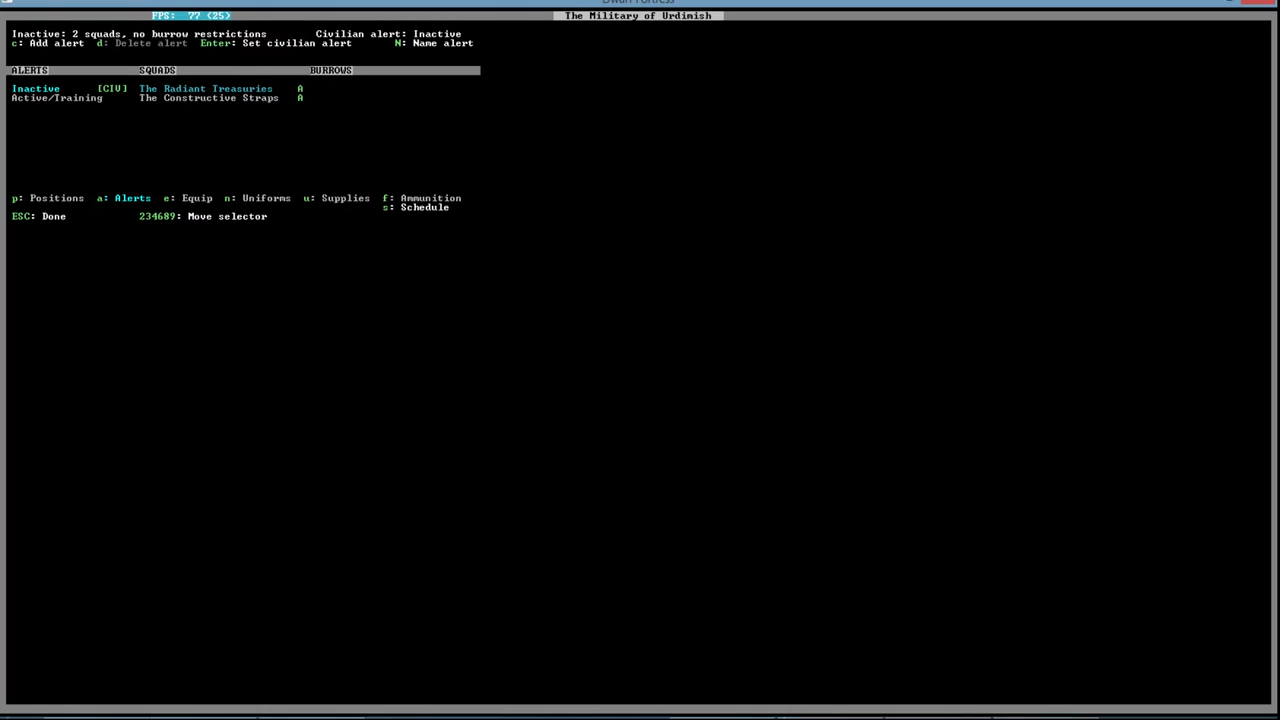 Dwarf Fortress
FPS: 77 (25) The Military of Urdimish
Inactive: 2 squads, no burrow restrictions Civilian alert: Inactive
c: Add alert d: Delete alert Enter: Set civilian alert N: Name alert
ALERTS SQUADS BURROWS
Inactive [CIV] The Radiant Treasuries A
Active/Training The Constructive Straps A
p: Positions a: Alerts e: Equip n: Uniforms u: Supplies f: Ammunition
s: Schedule
ESC: Done 234689: Move selector